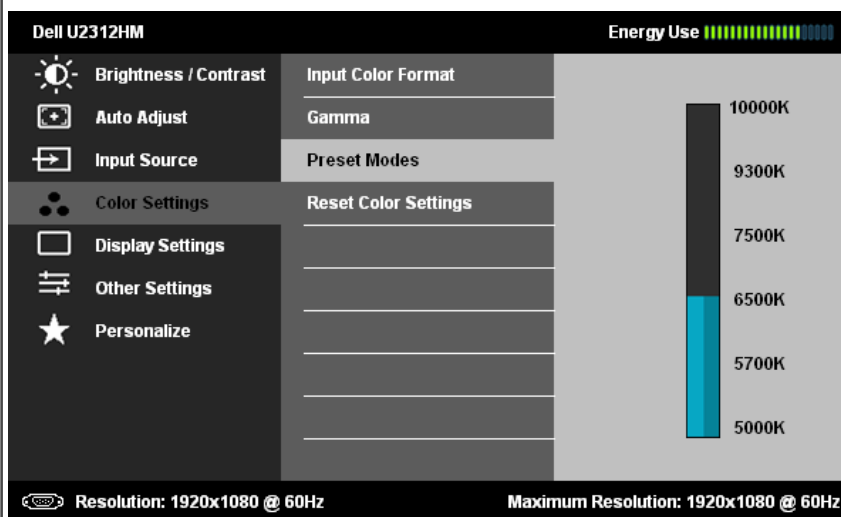 Dell U2312HM
Energy Use
Brightness / Contrast
Auto Adjust
Input Source
Color Settings
Display Settings
Other Settings
Personalize
Input Color Format
Gamma
Preset Modes
Reset Color Settings
10000K
9300K
7500K
6500K
5700K
5000K
Resolution: 1920x1080 @ 60Hz
Maximum Resolution: 1920x1080 @ 60Hz